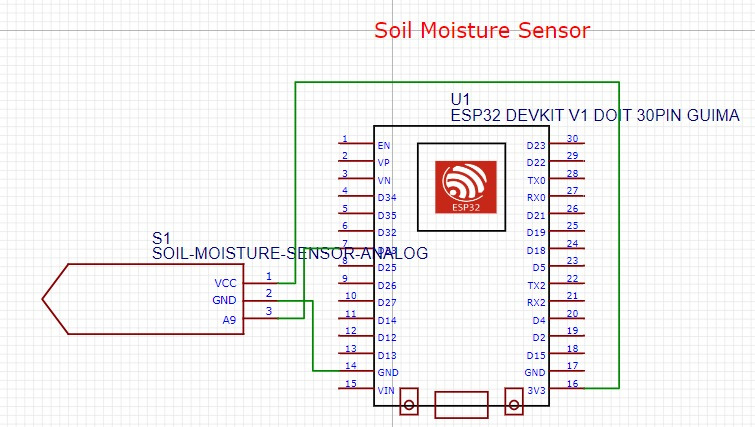 Soil Moisture Sensor
U1
ESP32 DEVKIT V1 DOIT 30PIN GUIMA
1 EN D23 30
2 VP D22 29
3 VN TX0 28
4 D34 RX0 27
5 D35 D21 26
6 D32 D19 25
7 D33 D18 24
8 D25 D5 23
9 D26 TX2 22
10 D27 RX2 21
11 D14 D4 20
12 D12 D2 19
13 D13 D15 18
14 GND GND 17
15 VIN 3V3 16
ESP32
S1
SOIL-MOISTURE-SENSOR-ANALOG
VCC 1
GND 2
A9 3